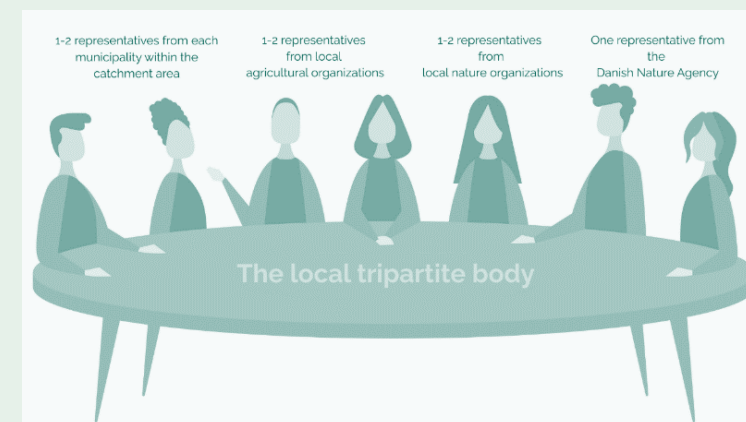 1-2 representatives from each
municipality within the
catchment area
1-2 representatives
from local
agricultural organizations
1-2 representatives
from
local nature organizations
One representative from
the
Danish Nature Agency
The local tripartite body